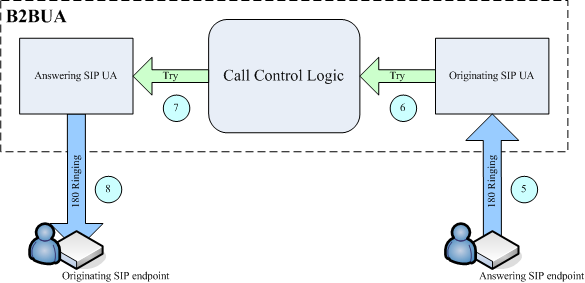 B2BUA
Answering SIP UA
Try
Call Control Logic
Try
Originating SIP UA
7
6
180 Ringing
8
180 Ringing
5
Originating SIP endpoint
Answering SIP endpoint